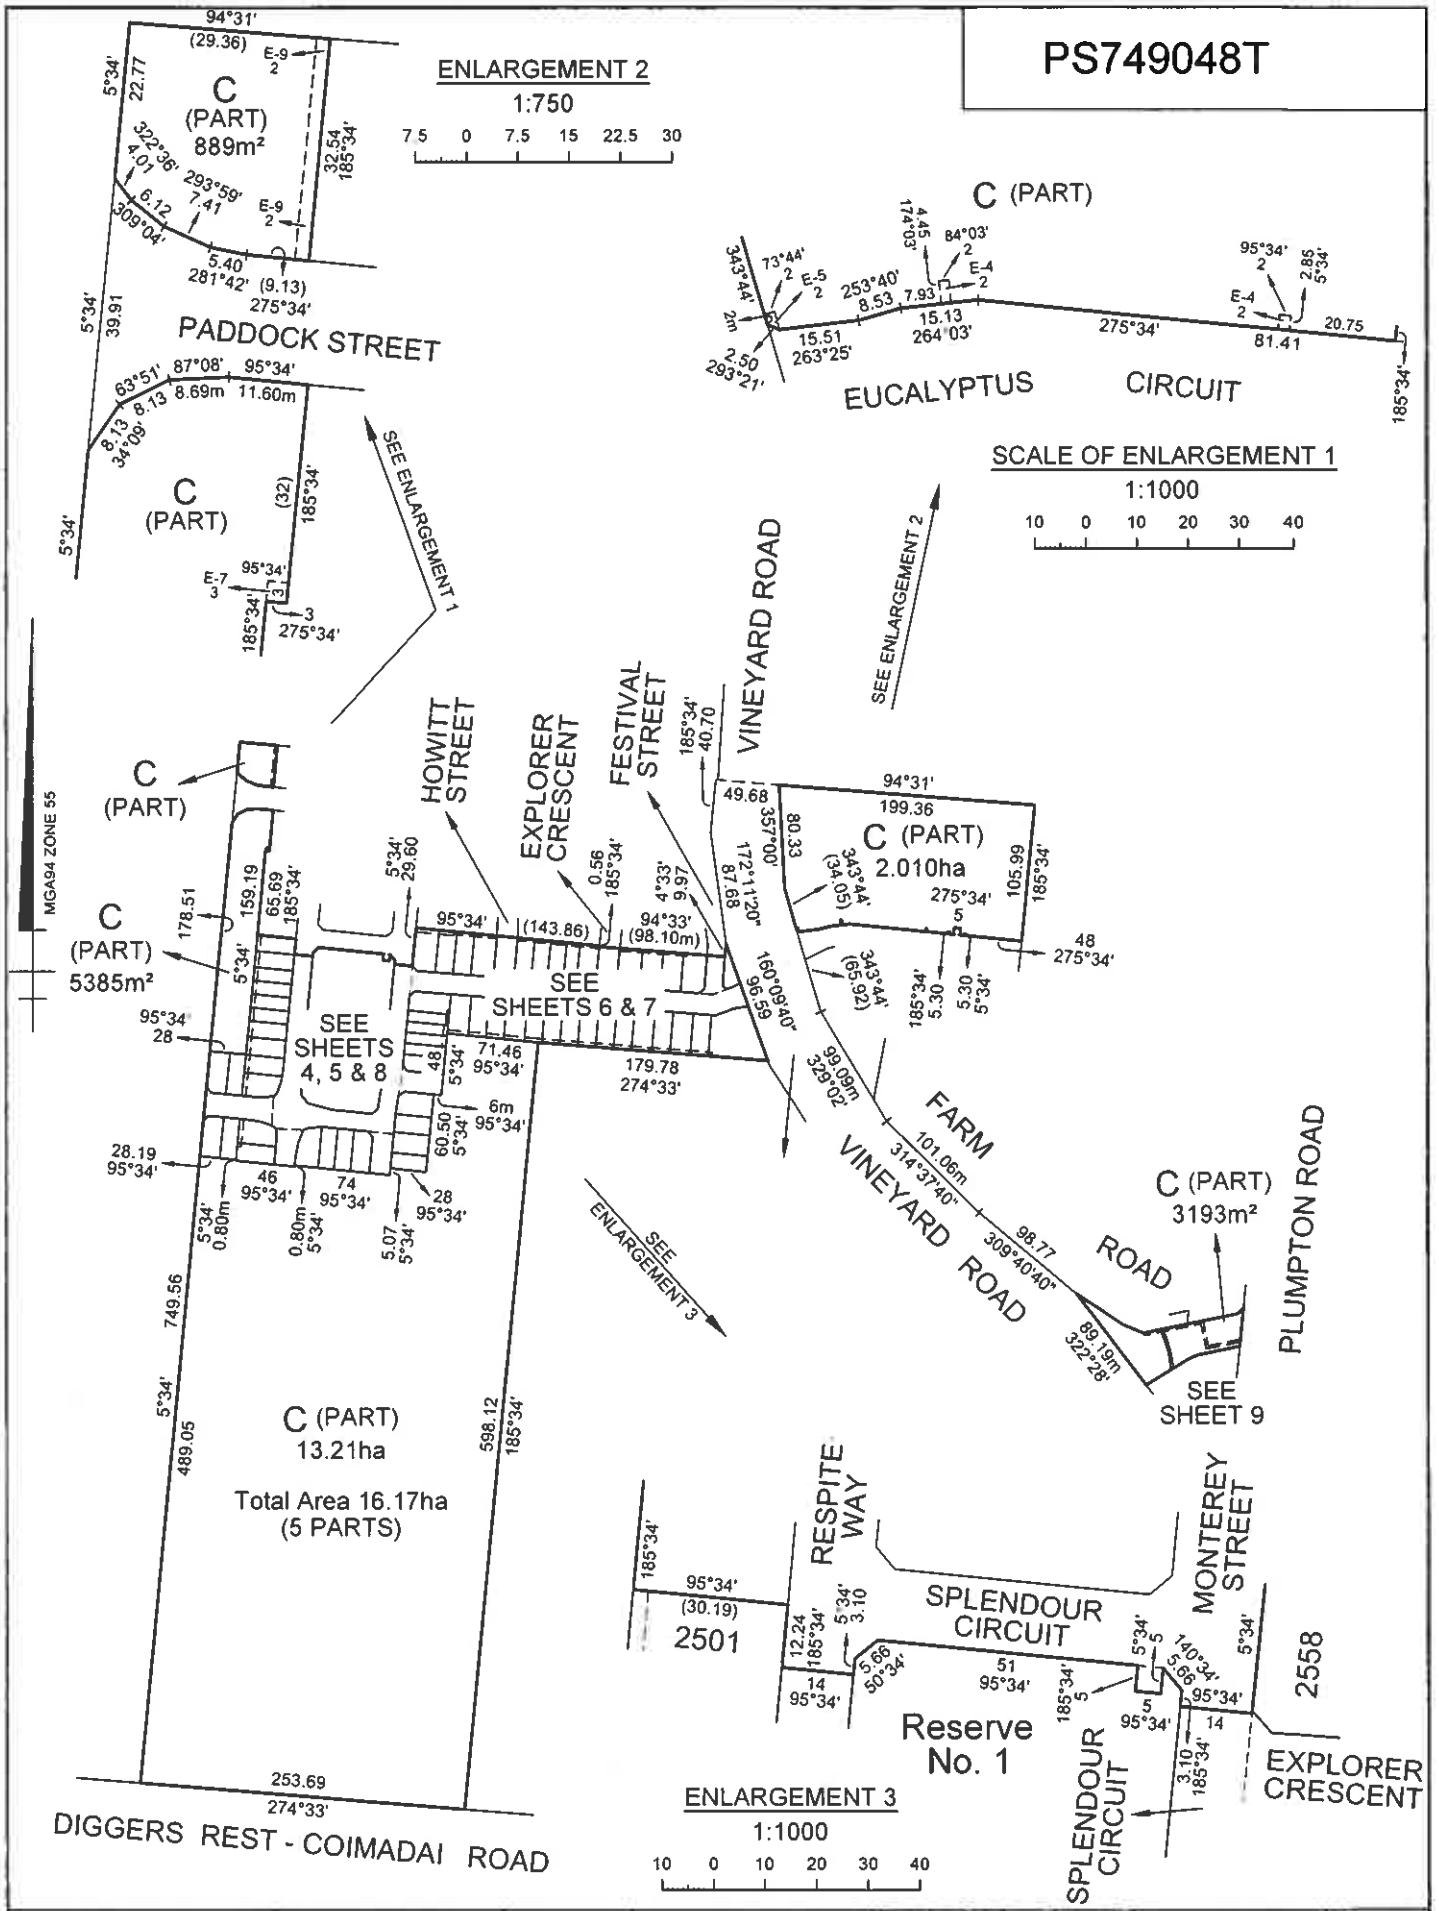 PS749048T
94°31'
(29.36)
E-9
2
C
(PART)
889m²
5°34'
22.77
32.54
185°34'
322°36'
4.01
6.12
309°04'
293°59'
7.41
E-9
2
5.40
281°42'
(9.13)
275°34'
5°34'
39.91
PADDOCK STREET
63°51'
8.13
87°08'
8.69m
95°34'
11.60m
8.13
34°09'
C
(PART)
(32)
185°34'
5°34'
E-7
3
95°34'
3
3
275°34'
185°34'
SEE ENLARGEMENT 1
ENLARGEMENT 2
1:750
7.5 0 7.5 15 22.5 30
C (PART)
343°44'
73°44'
2
E-5
2
2m
2.50
293°21'
15.51
263°25'
253°40'
8.53
4.45
174°03'
84°03'
2
E-4
2
7.93
15.13
264°03'
275°34'
81.41
95°34'
2
E-4
2
2.85
5°34'
20.75
185°34'
EUCALYPTUS CIRCUIT
SCALE OF ENLARGEMENT 1
1:1000
10 0 10 20 30 40
SEE ENLARGEMENT 2
VINEYARD ROAD
MGA94 ZONE 55
C
(PART)
HOWITT
STREET
EXPLORER
CRESCENT
FESTIVAL
STREET
185°34'
40.70
49.68
94°31'
199.36
357°00'
80.33
C (PART)
2.010ha
275°34'
5
105.99
185°34'
343°44'
(34.05)
172°11'20"
87.68
48
275°34'
185°34'
5.30
5.30
5°34'
343°44'
(65.92)
160°09'40"
96.59
C
(PART)
5385m²
178.51
159.19
65.69
185°34'
5°34'
5°34'
29.60
95°34'
(143.86)
0.56
185°34'
94°33'
(98.10m)
4°33'
9.97
SEE
SHEETS 6 & 7
SEE
SHEETS
4, 5 & 8
95°34'
28
48
5°34'
71.46
95°34'
179.78
274°33'
6m
95°34'
60.50
5°34'
28.19
95°34'
5°34'
0.80m
46
95°34'
0.80m
5°34'
74
95°34'
5.07
5°34'
28
95°34'
99.09m
329°02'
101.06m
314°37'40"
98.77
309°40'40"
89.19m
322°28'
FARM ROAD
VINEYARD ROAD
C (PART)
3193m²
PLUMPTON ROAD
SEE
SHEET 9
SEE
ENLARGEMENT 3
749.56
5°34'
489.05
C (PART)
13.21ha
Total Area 16.17ha
(5 PARTS)
598.12
185°34'
253.69
274°33'
DIGGERS REST - COIMADAI ROAD
185°34'
95°34'
(30.19)
2501
RESPITE
WAY
12.24
185°34'
5°34'
3.10
14
95°34'
5.66
50°34'
SPLENDOUR
CIRCUIT
51
95°34'
Reserve
No. 1
185°34'
5
5°34'
5
5
95°34'
140°34'
5.66
95°34'
14
3.10
185°34'
MONTEREY
STREET
5°34'
2558
EXPLORER
CRESCENT
SPLENDOUR
CIRCUIT
ENLARGEMENT 3
1:1000
10 0 10 20 30 40